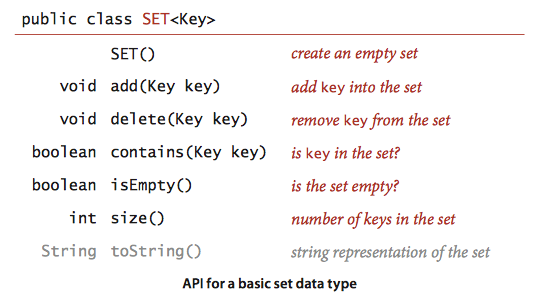 public class SET<Key>
SET() create an empty set
void add(Key key) add key into the set
void delete(Key key) remove key from the set
boolean contains(Key key) is key in the set?
boolean isEmpty() is the set empty?
int size() number of keys in the set
String toString() string representation of the set
API for a basic set data type